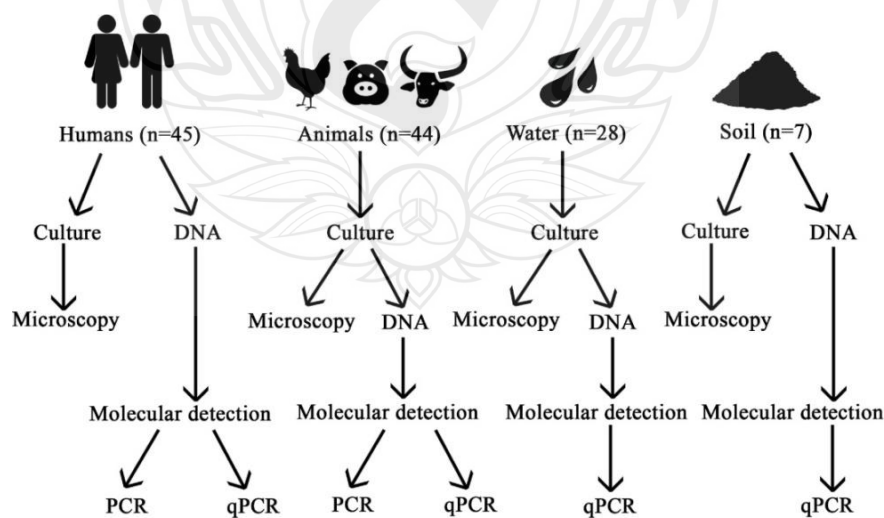 Humans (n=45) Animals (n=44) Water (n=28) Soil (n=7)
Culture DNA Culture Culture Culture DNA
Microscopy Microscopy DNA Microscopy DNA Microscopy
Molecular detection Molecular detection Molecular detection Molecular detection
PCR qPCR PCR qPCR qPCR qPCR